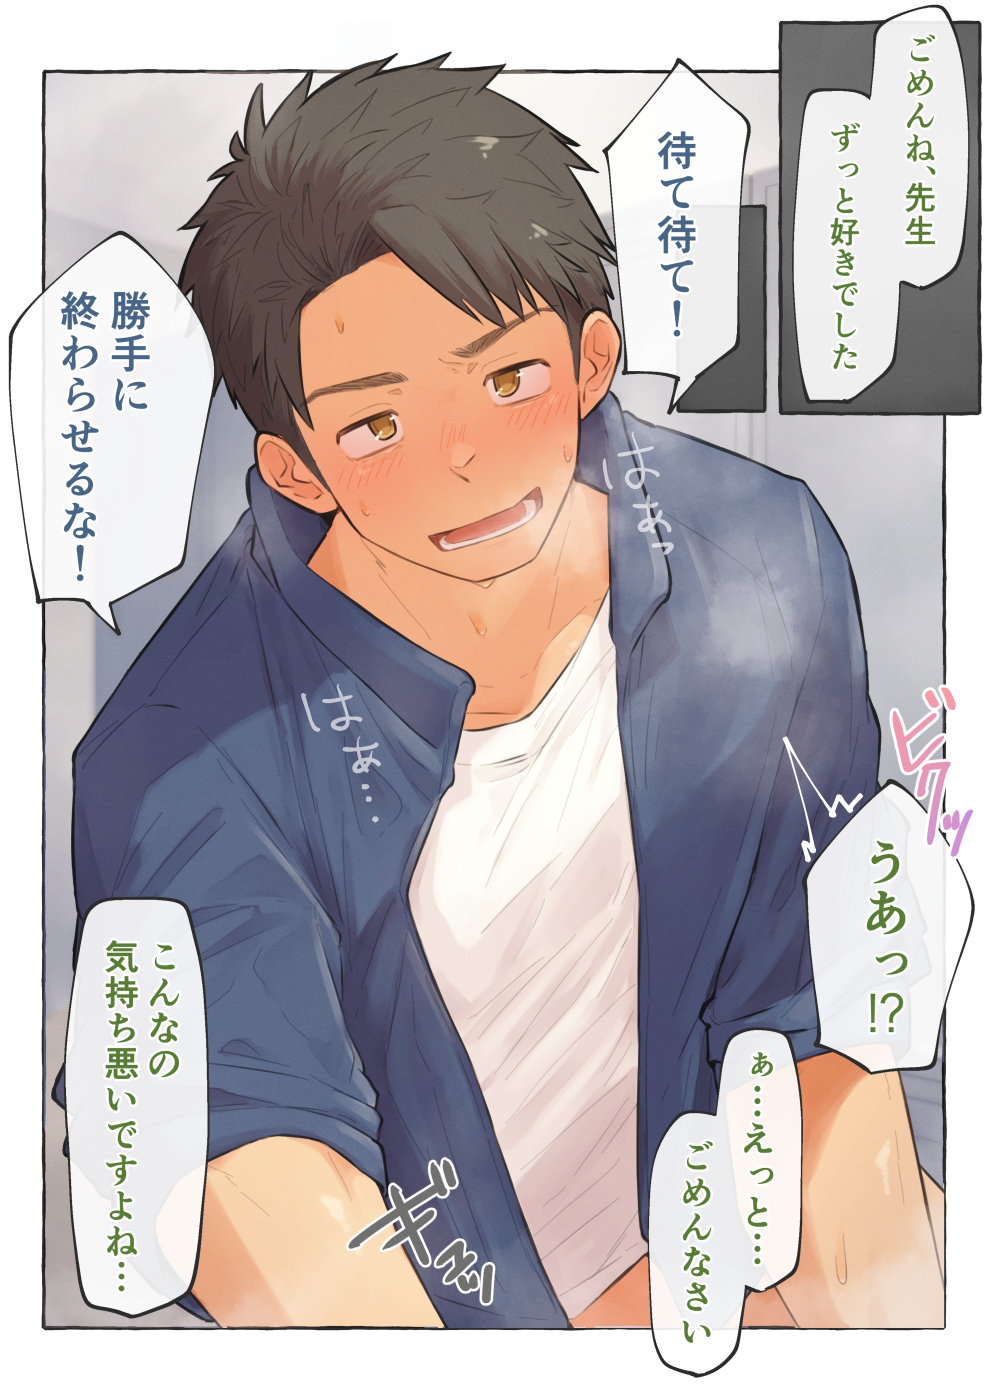 ごめんね、先生
ずっと好きでした
待て待て！
勝手に
終わらせるな！
はぁっ
はぁ…
ビクッ
うあっ!?
ぁ…えっと…
ごめんなさい
こんなの
気持ち悪いですよね…
ギギッ